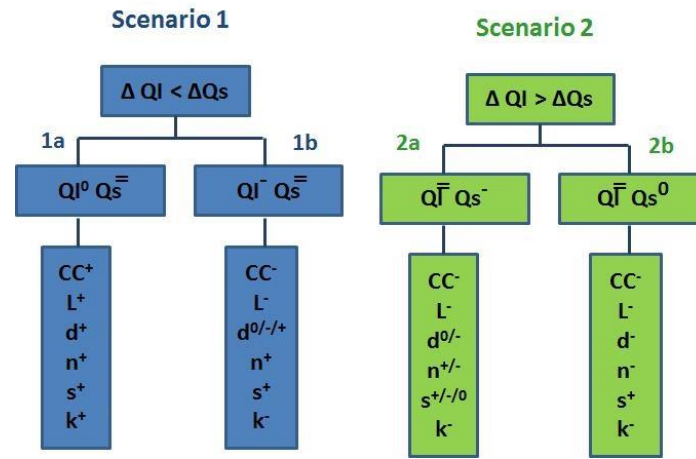 Scenario 1
Δ Ql < ΔQs
1a
1b
Ql⁰ Qs⁼
Ql⁻ Qs⁼
CC⁺
L⁺
d⁺
n⁺
s⁺
k⁺
CC⁻
L⁻
d⁰/⁻/⁺
n⁺
s⁺
k⁻
Scenario 2
Δ Ql > ΔQs
2a
2b
Ql⁼ Qs⁻
Ql⁼ Qs⁰
CC⁻
L⁻
d⁰/⁻
n⁺/⁻
s⁺/⁻/⁰
k⁻
CC⁻
L⁻
d⁻
n⁻
s⁺
k⁻